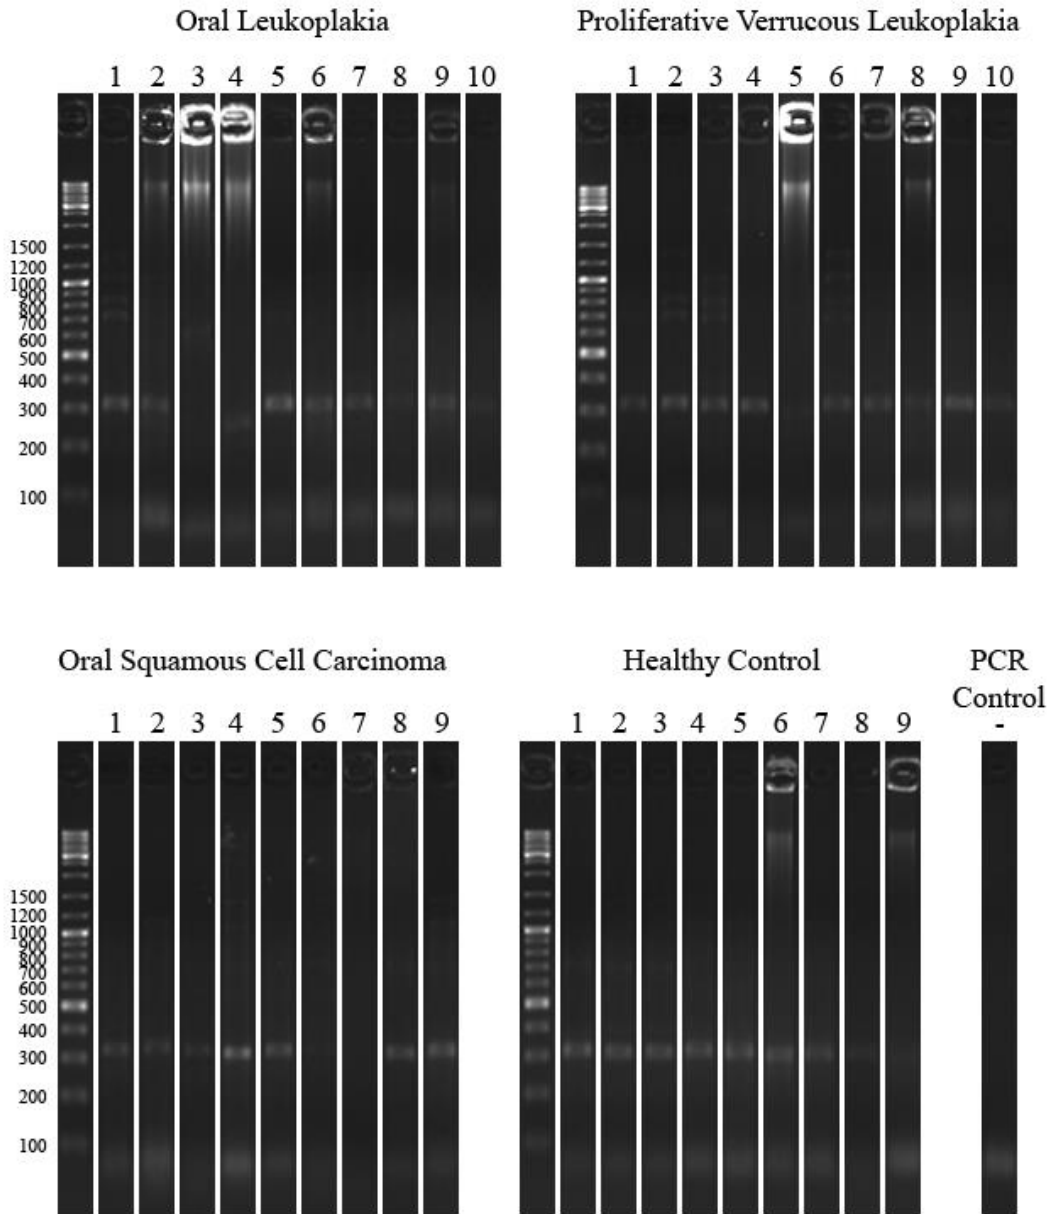 Oral Leukoplakia
1 2 3 4 5 6 7 8 9 10
1500
1200
1000
900
800
700
600
500
400
300
200
100
Proliferative Verrucous Leukoplakia
1 2 3 4 5 6 7 8 9 10
Oral Squamous Cell Carcinoma
1 2 3 4 5 6 7 8 9
1500
1200
1000
900
800
700
600
500
400
300
200
100
Healthy Control
1 2 3 4 5 6 7 8 9
PCR
Control
-